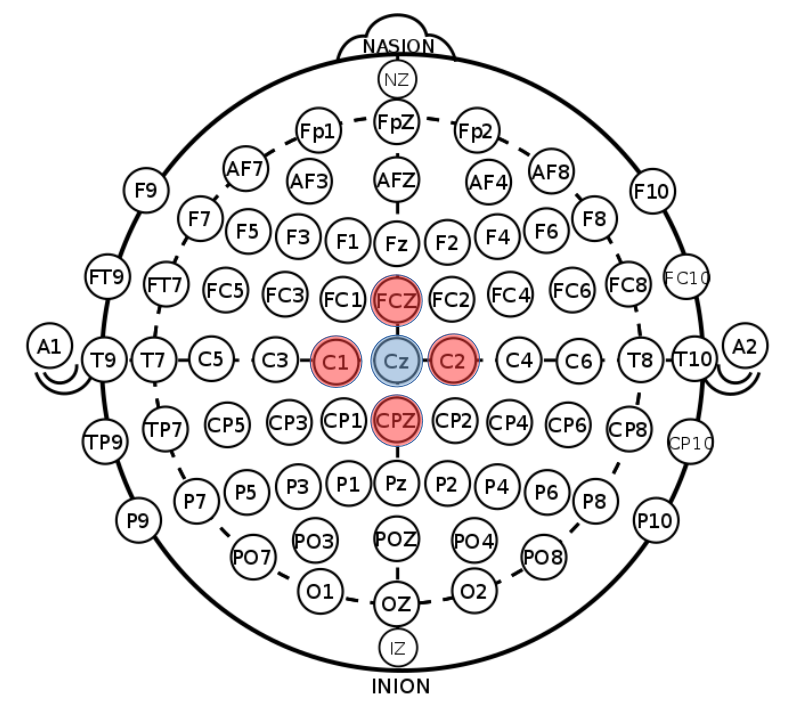 NASION
NZ
Fp1 FpZ Fp2
AF7 AF3 AFZ AF4 AF8
F9 F10
F7 F5 F3 F1 Fz F2 F4 F6 F8
FT9 FT7 FC5 FC3 FC1 FCZ FC2 FC4 FC6 FC8 FC10
A1 T9 T7 C5 C3 C1 Cz C2 C4 C6 T8 T10 A2
TP9 TP7 CP5 CP3 CP1 CPZ CP2 CP4 CP6 CP8 CP10
P7 P5 P3 P1 Pz P2 P4 P6 P8
P9 P10
PO7 PO3 POZ PO4 PO8
O1 OZ O2
IZ
INION